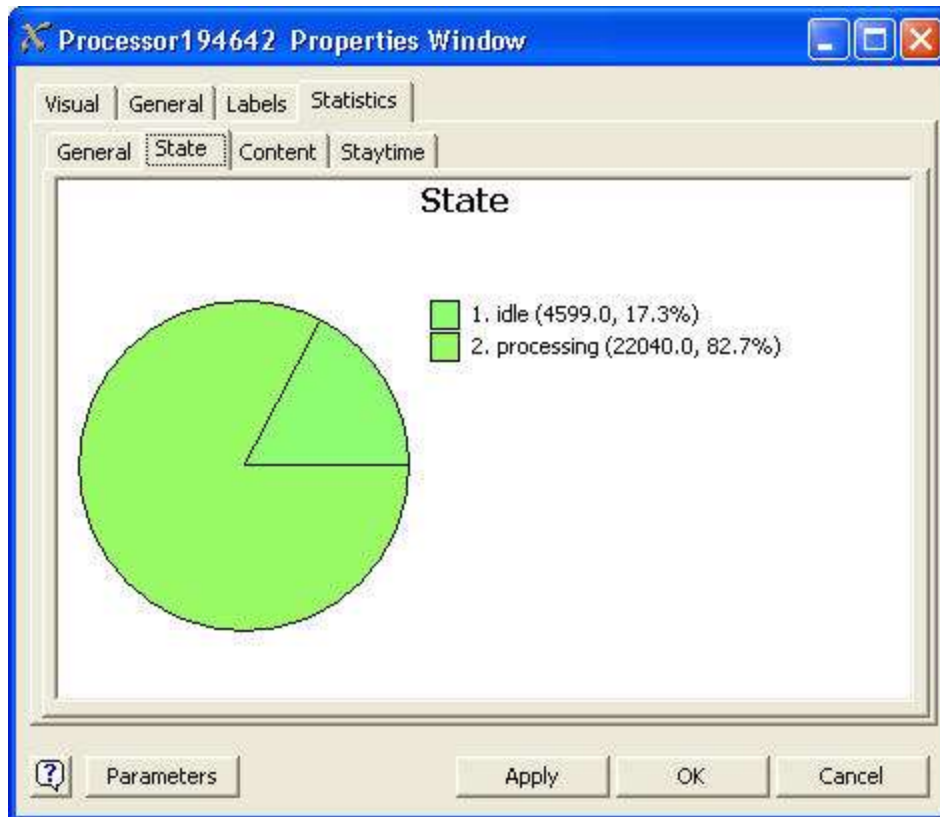 Processor194642 Properties Window
Visual General Labels Statistics
General State Content Staytime
State
1. idle (4599.0, 17.3%)
2. processing (22040.0, 82.7%)
? Parameters Apply OK Cancel